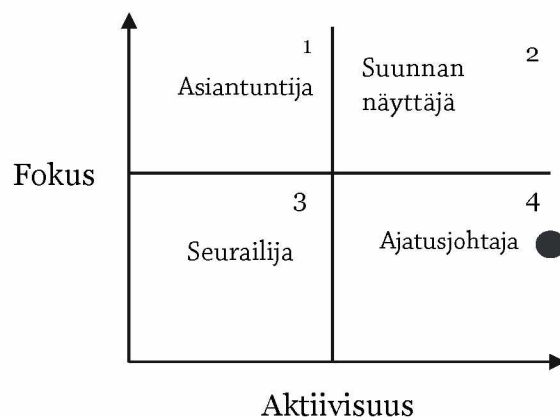 1
Asiantuntija
2
Suunnan
näyttäjä
Fokus
3
Seurailija
4
Ajatusjohtaja
Aktiivisuus